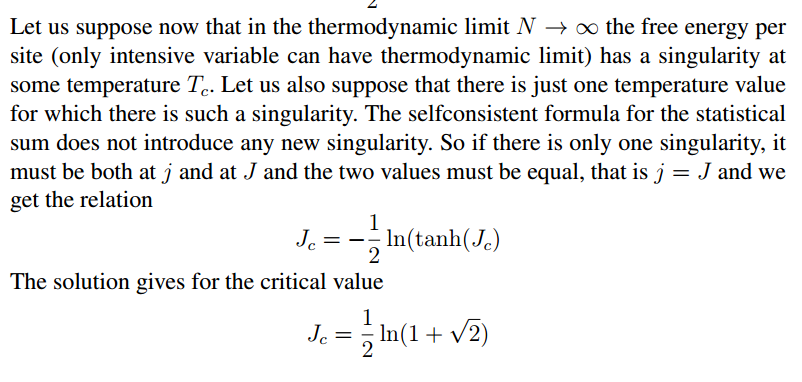 2
Let us suppose now that in the thermodynamic limit N → ∞ the free energy per
site (only intensive variable can have thermodynamic limit) has a singularity at
some temperature T_c. Let us also suppose that there is just one temperature value
for which there is such a singularity. The selfconsistent formula for the statistical
sum does not introduce any new singularity. So if there is only one singularity, it
must be both at j and at J and the two values must be equal, that is j = J and we
get the relation
J_c = −\frac{1}{2} ln(tanh(J_c)
The solution gives for the critical value
J_c = \frac{1}{2} ln(1 + √2)